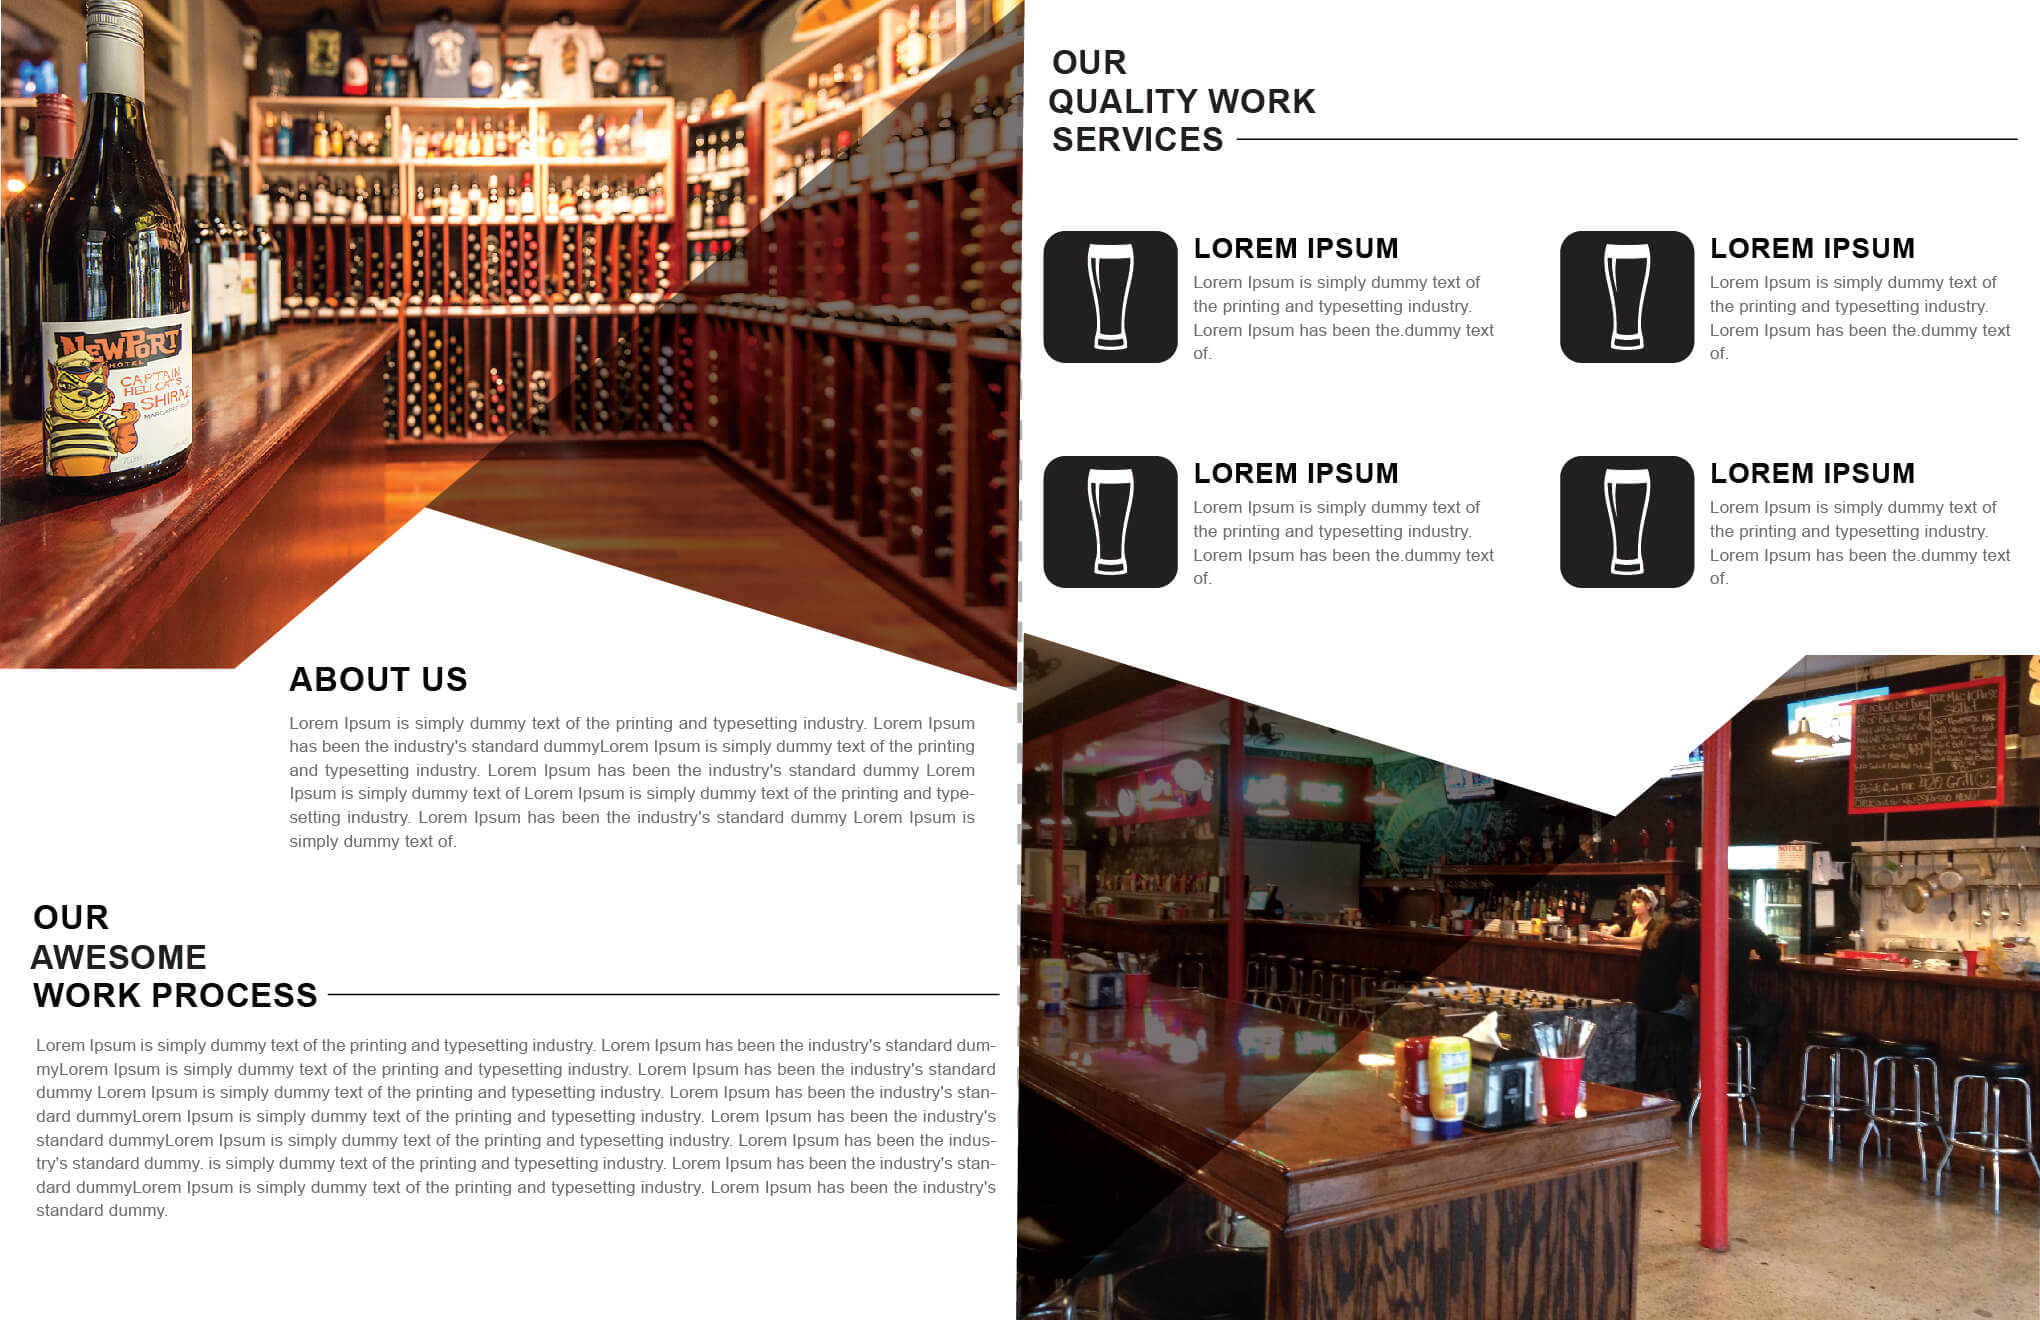 NEWPORT
HOTEL
CAPTAIN
HELLCATS
SHIRAZ
ABOUT US
Lorem Ipsum is simply dummy text of the printing and typesetting industry. Lorem Ipsum
has been the industry's standard dummyLorem Ipsum is simply dummy text of the printing
and typesetting industry. Lorem Ipsum has been the industry's standard dummy Lorem
Ipsum is simply dummy text of Lorem Ipsum is simply dummy text of the printing and type-
setting industry. Lorem Ipsum has been the industry's standard dummy Lorem Ipsum is
simply dummy text of.
OUR
AWESOME
WORK PROCESS
Lorem Ipsum is simply dummy text of the printing and typesetting industry. Lorem Ipsum has been the industry's standard dum-
myLorem Ipsum is simply dummy text of the printing and typesetting industry. Lorem Ipsum has been the industry's standard
dummy Lorem Ipsum is simply dummy text of the printing and typesetting industry. Lorem Ipsum has been the industry's stan-
dard dummyLorem Ipsum is simply dummy text of the printing and typesetting industry. Lorem Ipsum has been the industry's
standard dummyLorem Ipsum is simply dummy text of the printing and typesetting industry. Lorem Ipsum has been the indus-
try's standard dummy. is simply dummy text of the printing and typesetting industry. Lorem Ipsum has been the industry's stan-
dard dummyLorem Ipsum is simply dummy text of the printing and typesetting industry. Lorem Ipsum has been the industry's
standard dummy.
OUR
QUALITY WORK
SERVICES
LOREM IPSUM
Lorem Ipsum is simply dummy text of
the printing and typesetting industry.
Lorem Ipsum has been the.dummy text
of.
LOREM IPSUM
Lorem Ipsum is simply dummy text of
the printing and typesetting industry.
Lorem Ipsum has been the.dummy text
of.
LOREM IPSUM
Lorem Ipsum is simply dummy text of
the printing and typesetting industry.
Lorem Ipsum has been the.dummy text
of.
LOREM IPSUM
Lorem Ipsum is simply dummy text of
the printing and typesetting industry.
Lorem Ipsum has been the.dummy text
of.
NOTICE